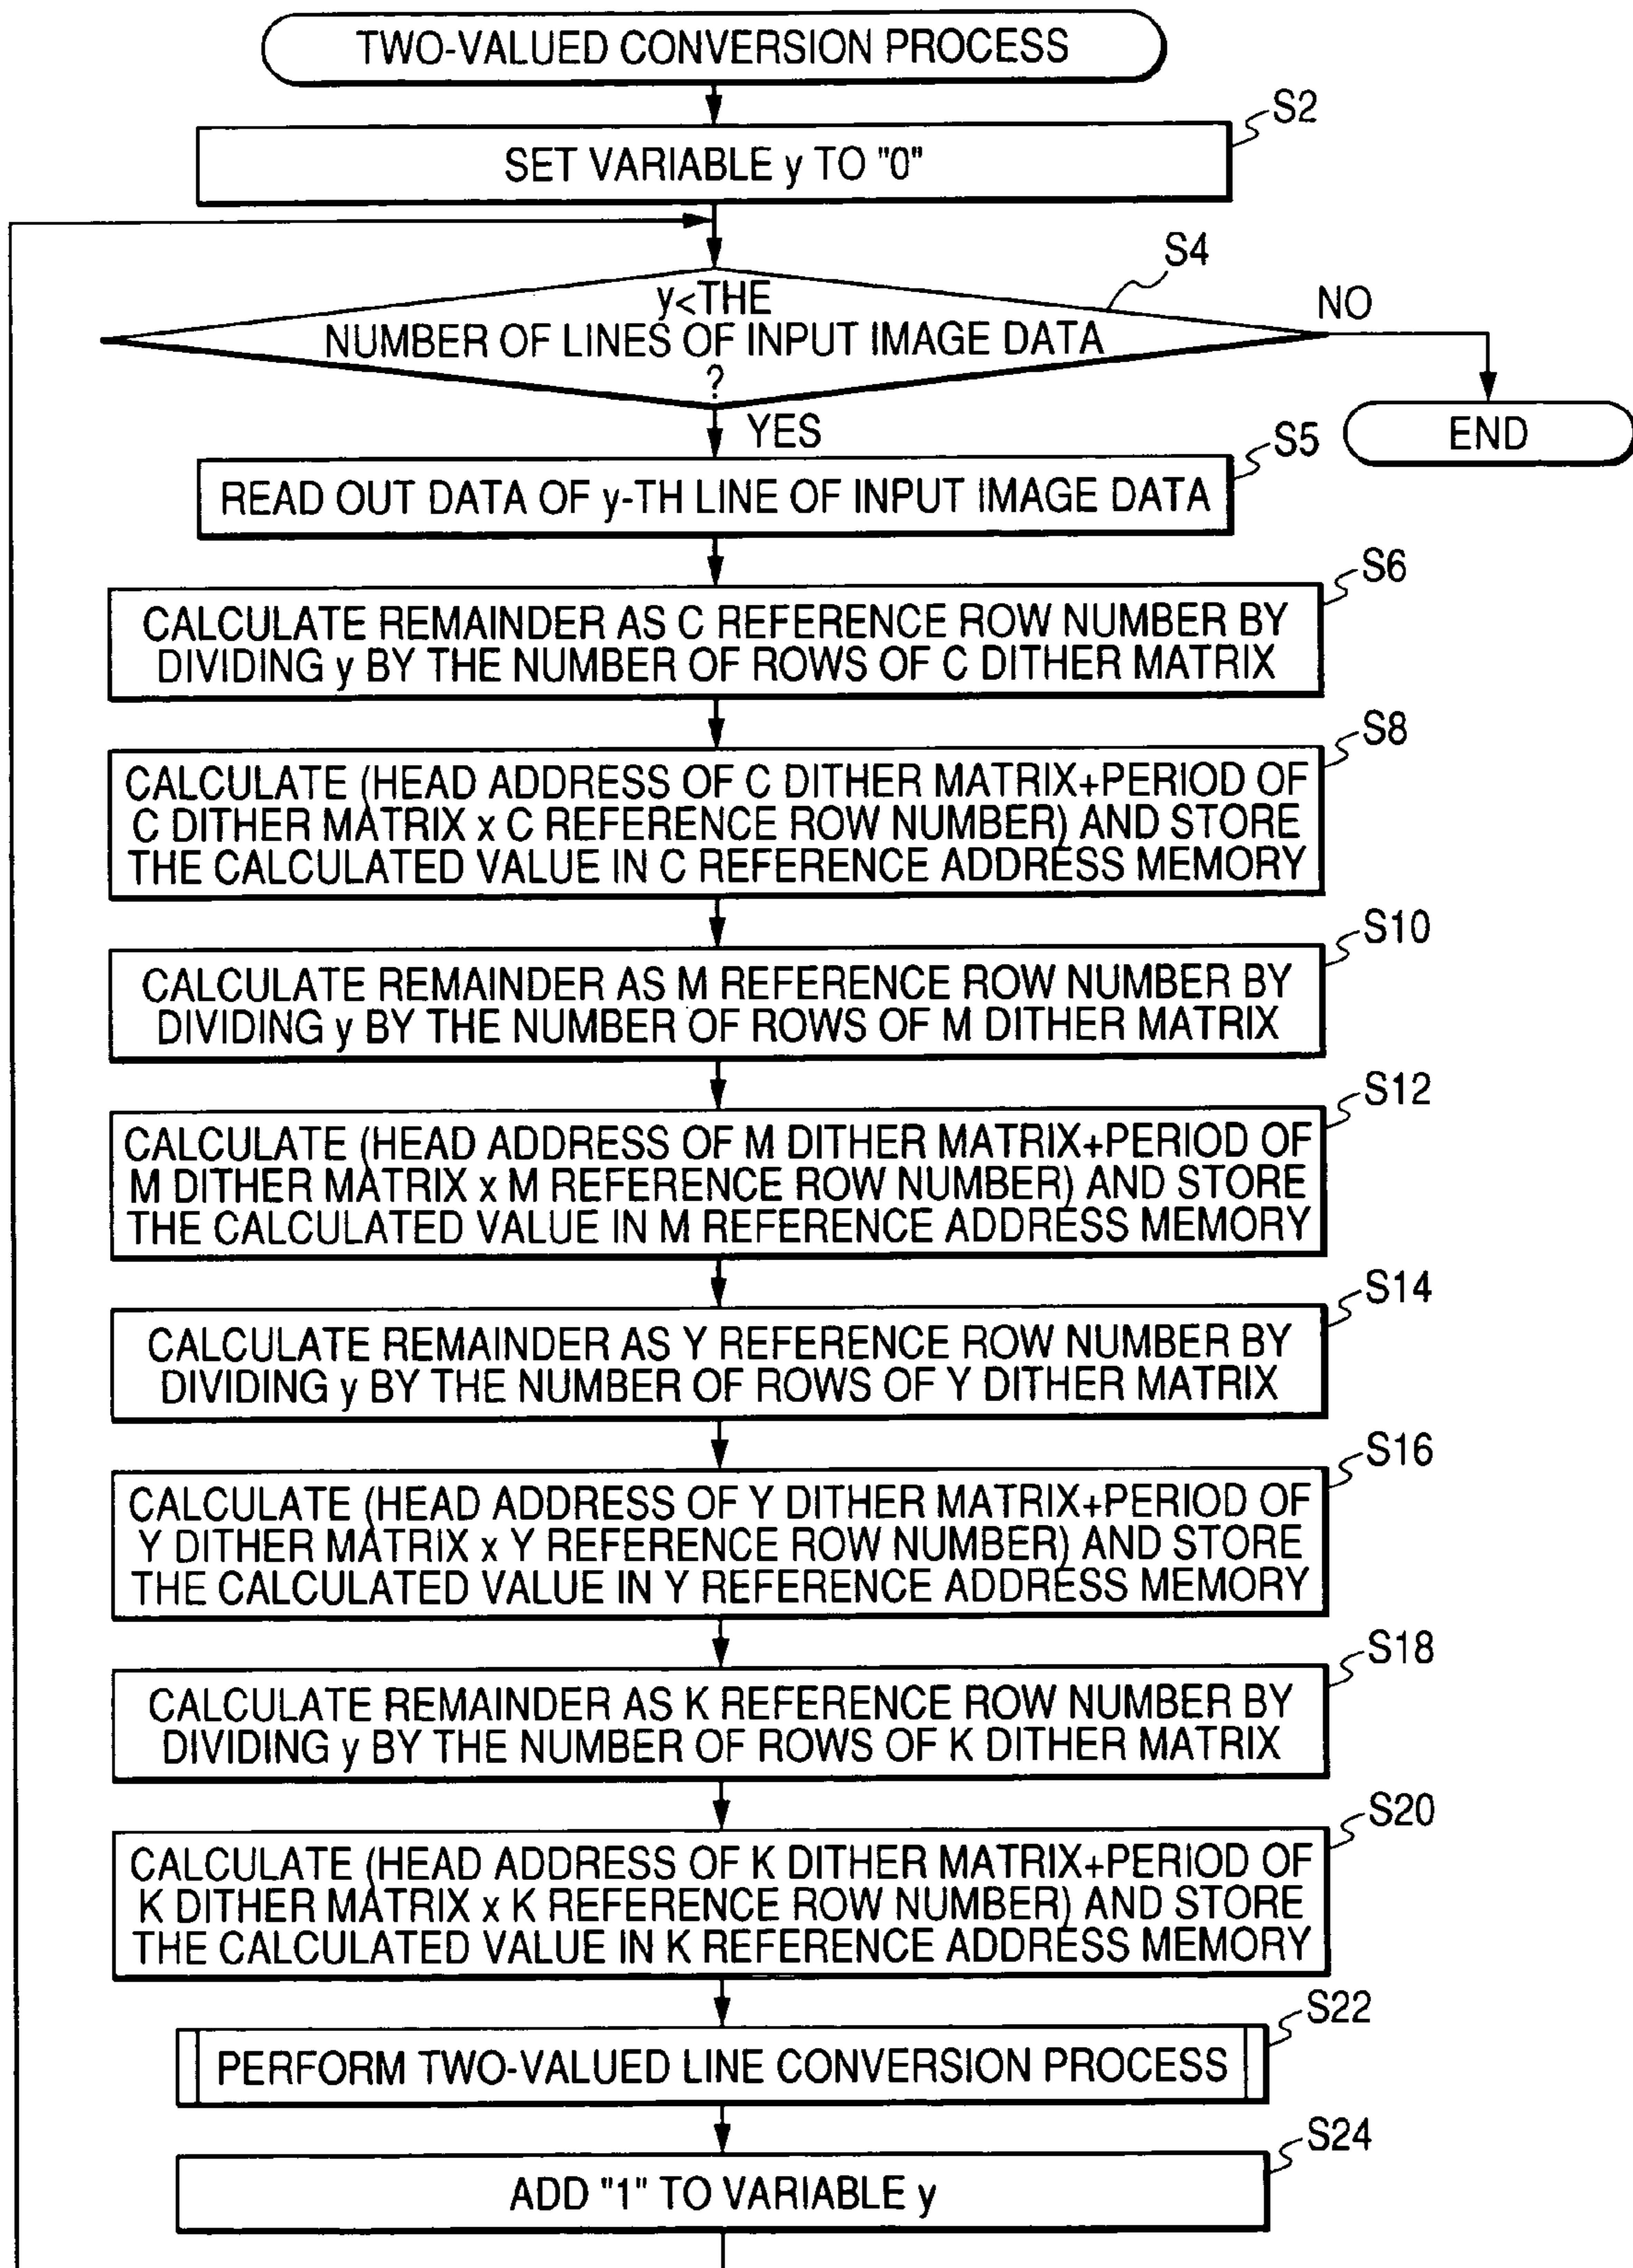 TWO-VALUED CONVERSION PROCESS
S2
SET VARIABLE y TO "0"
S4
y<THE
NUMBER OF LINES OF INPUT IMAGE DATA
?
NO
YES
END
S5
READ OUT DATA OF y-TH LINE OF INPUT IMAGE DATA
S6
CALCULATE REMAINDER AS C REFERENCE ROW NUMBER BY
DIVIDING y BY THE NUMBER OF ROWS OF C DITHER MATRIX
S8
CALCULATE (HEAD ADDRESS OF C DITHER MATRIX+PERIOD OF
C DITHER MATRIX x C REFERENCE ROW NUMBER) AND STORE
THE CALCULATED VALUE IN C REFERENCE ADDRESS MEMORY
S10
CALCULATE REMAINDER AS M REFERENCE ROW NUMBER BY
DIVIDING y BY THE NUMBER OF ROWS OF M DITHER MATRIX
S12
CALCULATE (HEAD ADDRESS OF M DITHER MATRIX+PERIOD OF
M DITHER MATRIX x M REFERENCE ROW NUMBER) AND STORE
THE CALCULATED VALUE IN M REFERENCE ADDRESS MEMORY
S14
CALCULATE REMAINDER AS Y REFERENCE ROW NUMBER BY
DIVIDING y BY THE NUMBER OF ROWS OF Y DITHER MATRIX
S16
CALCULATE (HEAD ADDRESS OF Y DITHER MATRIX+PERIOD OF
Y DITHER MATRIX x Y REFERENCE ROW NUMBER) AND STORE
THE CALCULATED VALUE IN Y REFERENCE ADDRESS MEMORY
S18
CALCULATE REMAINDER AS K REFERENCE ROW NUMBER BY
DIVIDING y BY THE NUMBER OF ROWS OF K DITHER MATRIX
S20
CALCULATE (HEAD ADDRESS OF K DITHER MATRIX+PERIOD OF
K DITHER MATRIX x K REFERENCE ROW NUMBER) AND STORE
THE CALCULATED VALUE IN K REFERENCE ADDRESS MEMORY
S22
PERFORM TWO-VALUED LINE CONVERSION PROCESS
S24
ADD "1" TO VARIABLE y